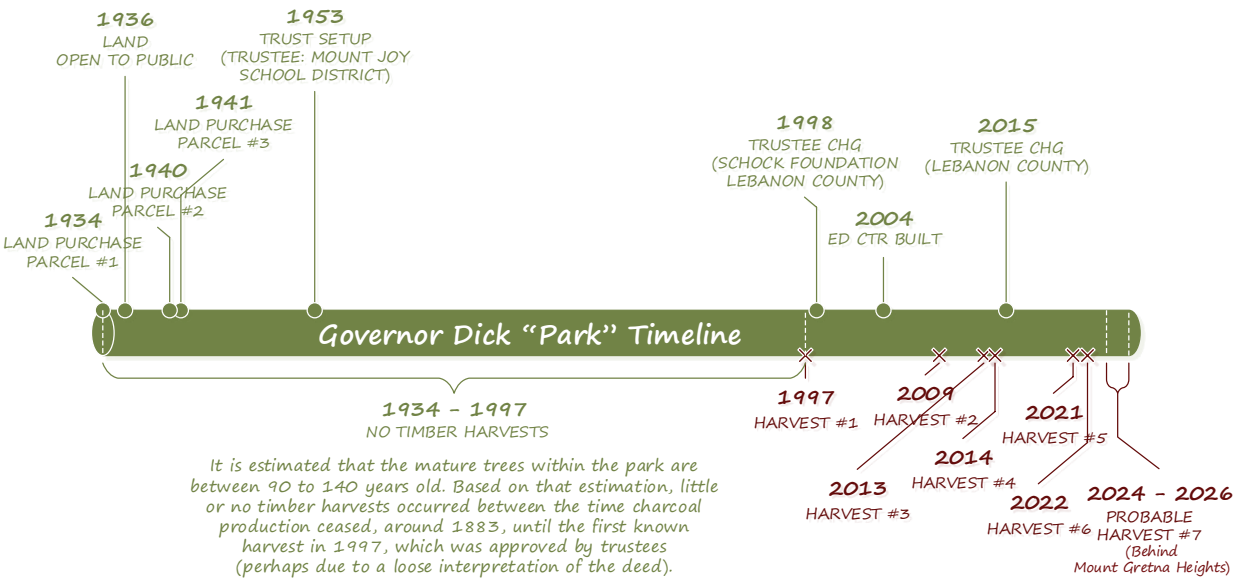 1936
LAND
OPEN TO PUBLIC
1953
TRUST SETUP
(TRUSTEE: MOUNT JOY
SCHOOL DISTRICT)
1941
LAND PURCHASE
PARCEL #3
1940
LAND PURCHASE
PARCEL #2
1934
LAND PURCHASE
PARCEL #1
1998
TRUSTEE CHG
(SCHOCK FOUNDATION
LEBANON COUNTY)
2015
TRUSTEE CHG
(LEBANON COUNTY)
2004
ED CTR BUILT
Governor Dick “Park” Timeline
1934 - 1997
NO TIMBER HARVESTS
It is estimated that the mature trees within the park are
between 90 to 140 years old. Based on that estimation, little
or no timber harvests occurred between the time charcoal
production ceased, around 1883, until the first known
harvest in 1997, which was approved by trustees
(perhaps due to a loose interpretation of the deed).
1997
HARVEST #1
2009
HARVEST #2
2013
HARVEST #3
2014
HARVEST #4
2021
HARVEST #5
2022
HARVEST #6
2024 - 2026
PROBABLE
HARVEST #7
(Behind
Mount Gretna Heights)